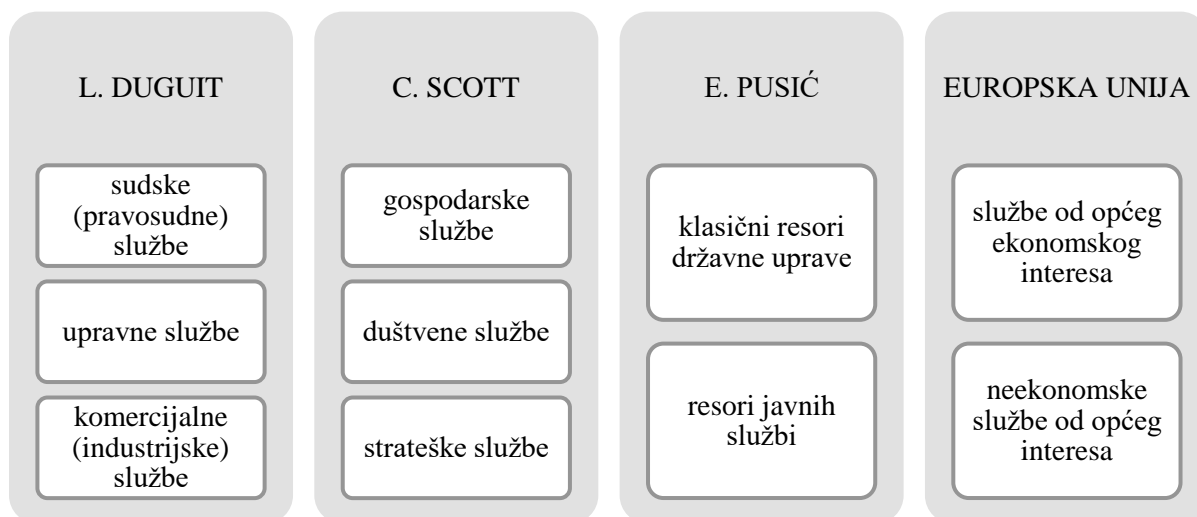 L. DUGUIT
sudske
(pravosudne)
službe
upravne službe
komercijalne
(industrijske)
službe
C. SCOTT
gospodarske
službe
duštvene službe
strateške službe
E. PUSIĆ
klasični resori
državne uprave
resori javnih
službi
EUROPSKA UNIJA
službe od općeg
ekonomskog
interesa
neekonomske
službe od općeg
interesa